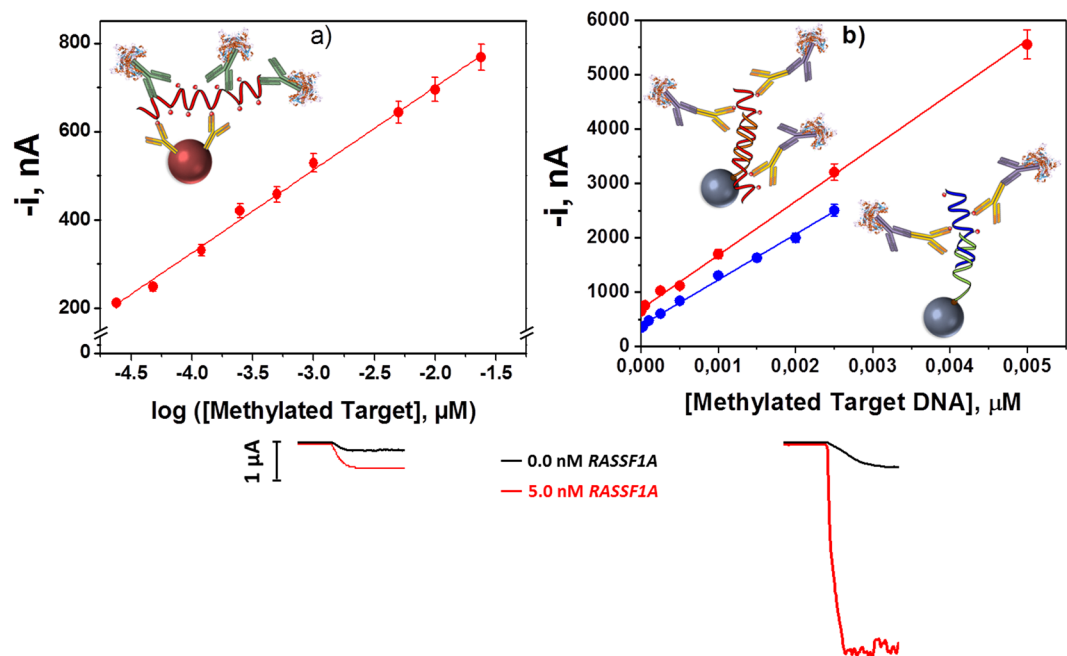 a)
-i, nA
800
600
400
200
0
-4.5 -4.0 -3.5 -3.0 -2.5 -2.0 -1.5
log ([Methylated Target], µM)
b)
-i, nA
6000
5000
4000
3000
2000
1000
0
0,000 0,001 0,002 0,003 0,004 0,005
[Methylated Target DNA], µM
1 µA
0.0 nM RASSF1A
5.0 nM RASSF1A